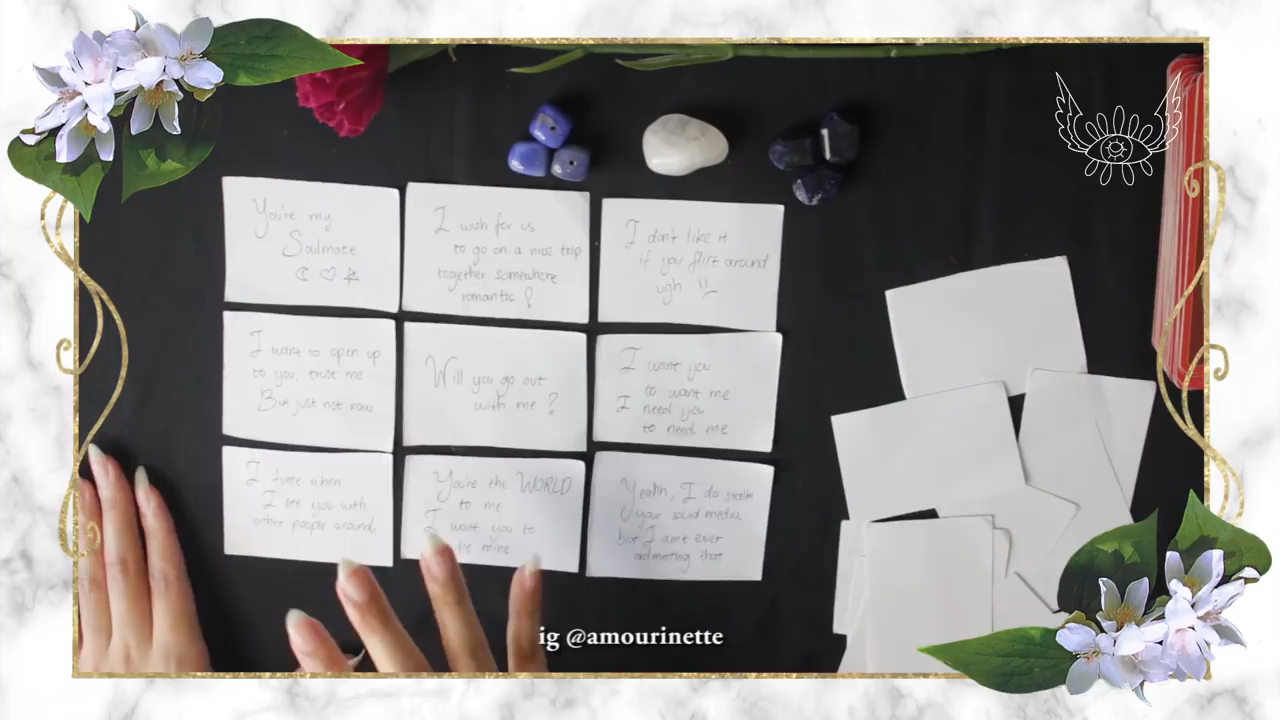 You're my
Soulmate
I wish for us
to go on a nice trip
together, somewhere
romantic!
I don't like it
if you flirt around
ugh
I want to open up
to you, trust me
But just not now
Will you go out
with me?
I want you
to want me
I need you
to need me
I fume when
I see you with
other people around
You're the WORLD
to me
I want you to
be mine
Yeah, I do stalk
your social media
but I ain't ever
admitting that
ig @amourinette